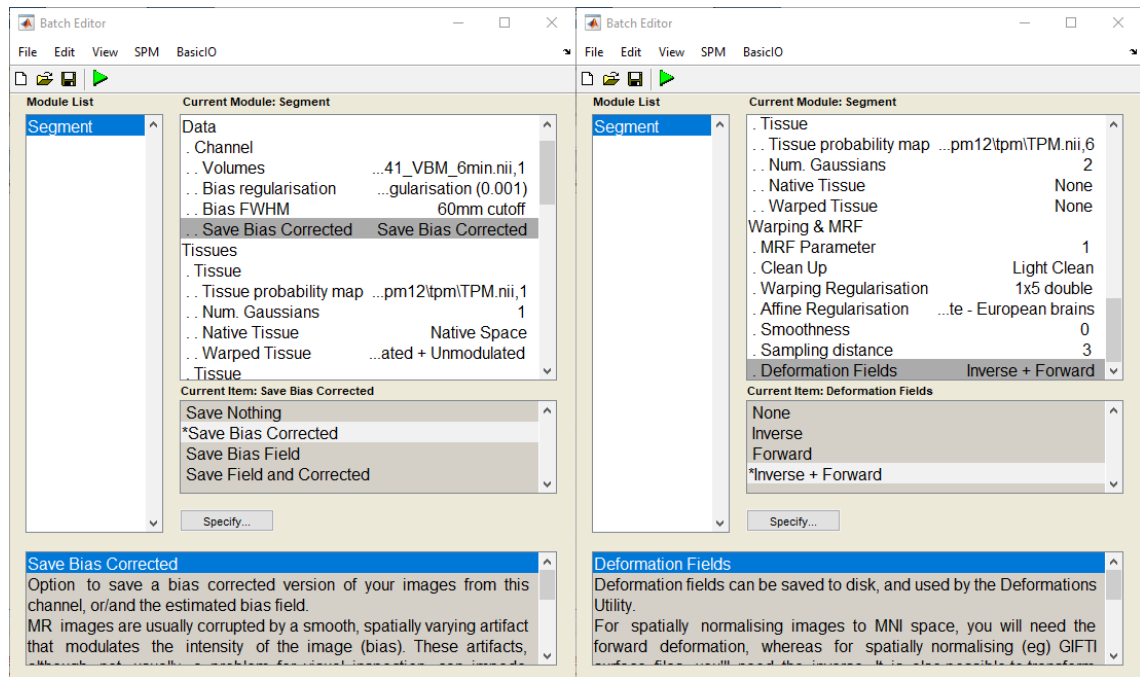 Batch Editor
File Edit View SPM BasicIO
Module List
Segment
Current Module: Segment
Data
. Channel
. . Volumes ...41_VBM_6min.nii,1
. . Bias regularisation ...gularisation (0.001)
. . Bias FWHM 60mm cutoff
. . Save Bias Corrected Save Bias Corrected
Tissues
. Tissue
. . Tissue probability map ...pm12\tpm\TPM.nii,1
. . Num. Gaussians 1
. . Native Tissue Native Space
. . Warped Tissue ...ated + Unmodulated
. Tissue
Current Item: Save Bias Corrected
Save Nothing
*Save Bias Corrected
Save Bias Field
Save Field and Corrected
Specify...
Save Bias Corrected
Option to save a bias corrected version of your images from this
channel, or/and the estimated bias field.
MR images are usually corrupted by a smooth, spatially varying artifact
that modulates the intensity of the image (bias). These artifacts,
although not usually a problem for visual inspection, can impede
Batch Editor
File Edit View SPM BasicIO
Module List
Segment
Current Module: Segment
. Tissue
. . Tissue probability map ...pm12\tpm\TPM.nii,6
. . Num. Gaussians 2
. . Native Tissue None
. . Warped Tissue None
Warping & MRF
. MRF Parameter 1
. Clean Up Light Clean
. Warping Regularisation 1x5 double
. Affine Regularisation ...te - European brains
. Smoothness 0
. Sampling distance 3
. Deformation Fields Inverse + Forward
Current Item: Deformation Fields
None
Inverse
Forward
*Inverse + Forward
Specify...
Deformation Fields
Deformation fields can be saved to disk, and used by the Deformations
Utility.
For spatially normalising images to MNI space, you will need the
forward deformation, whereas for spatially normalising (eg) GIFTI
surface files, you'll need the inverse. It is also possible to transform